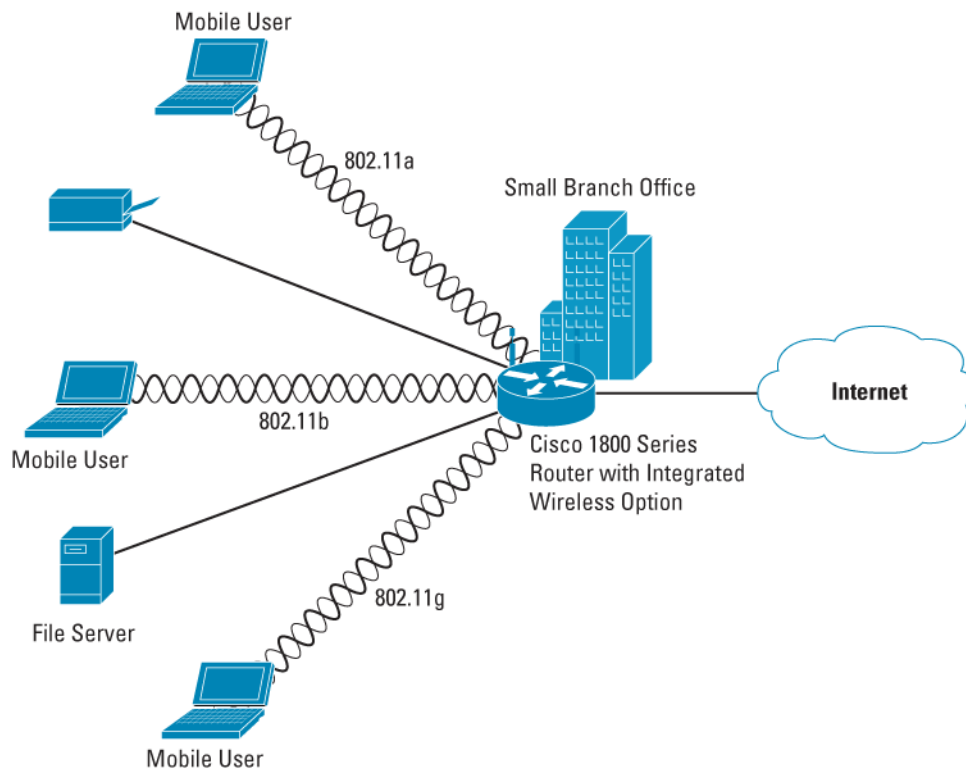 Mobile User
802.11a
Small Branch Office
Internet
802.11b
Mobile User
Cisco 1800 Series
Router with Integrated
Wireless Option
802.11g
File Server
Mobile User